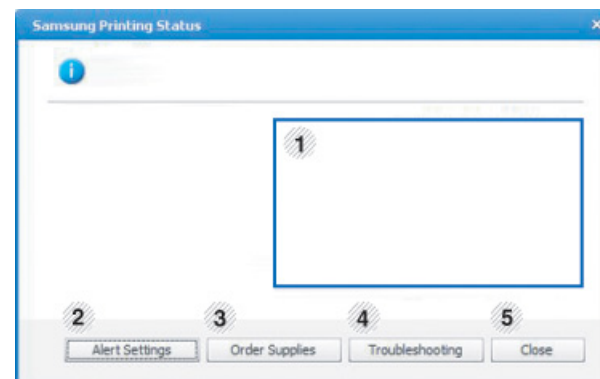 Samsung Printing Status
1
2 3 4 5
Alert Settings Order Supplies Troubleshooting Close